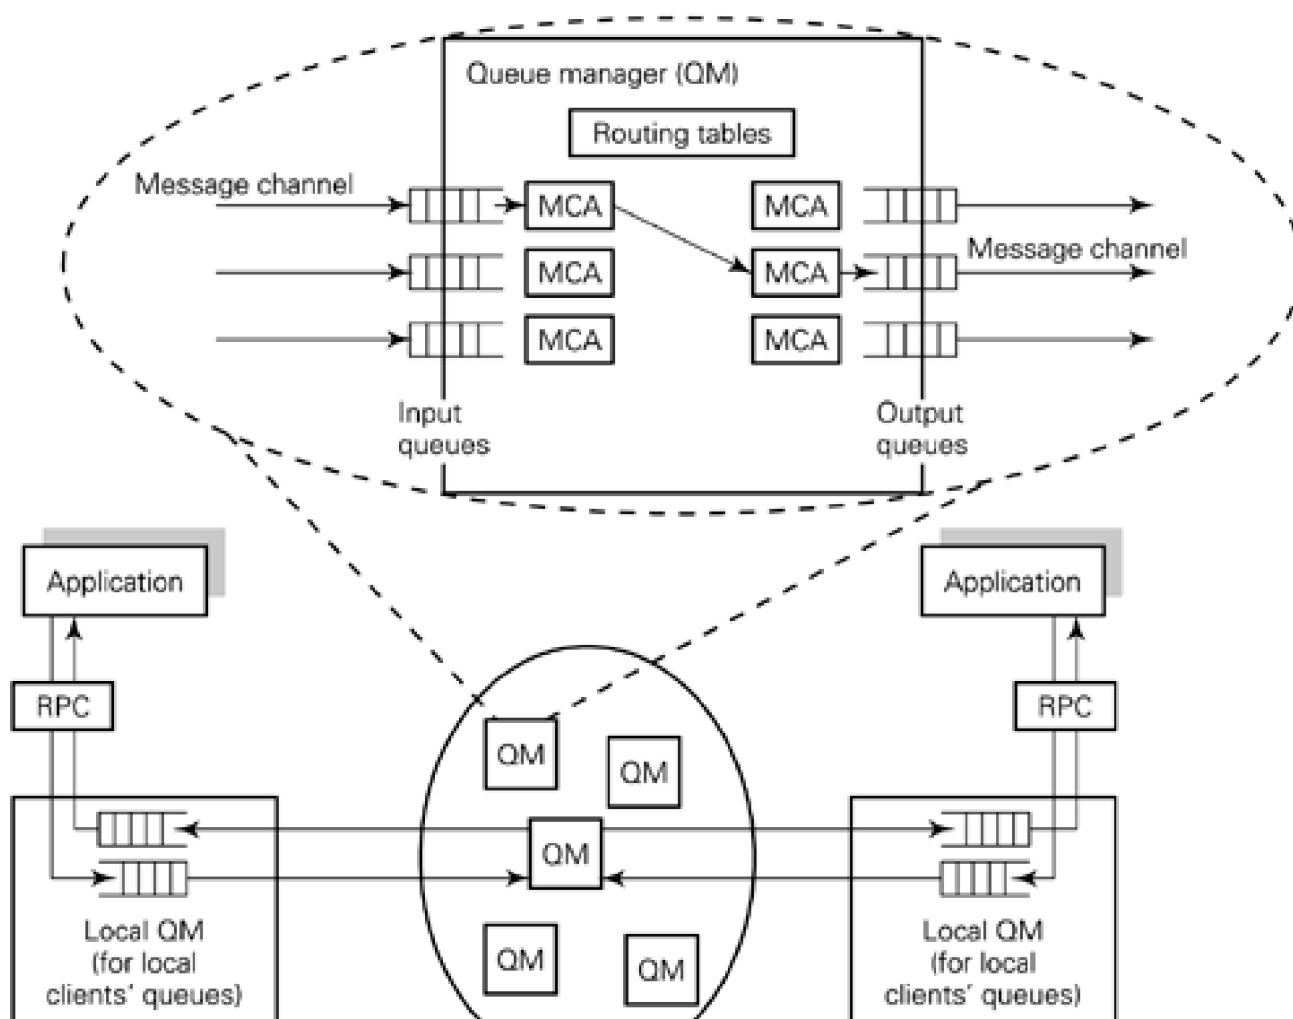 Queue manager (QM)
Routing tables
Message channel
MCA
MCA
MCA
MCA
MCA
MCA
Message channel
Input
queues
Output
queues
Application
Application
RPC
RPC
QM
QM
QM
QM
QM
Local QM
(for local
clients' queues)
Local QM
(for local
clients' queues)